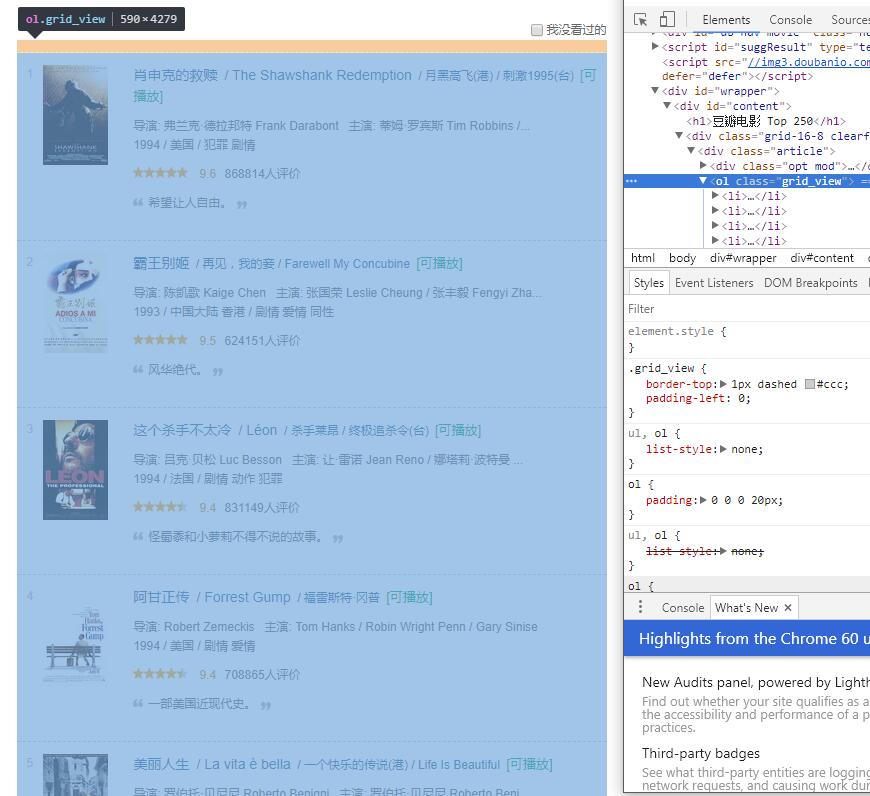 ol.grid_view | 590×4279
我没看过的
1
肖申克的救赎 / The Shawshank Redemption / 月黑高飞(港) / 刺激1995(台) [可
播放]
导演: 弗兰克·德拉邦特 Frank Darabont 主演: 蒂姆·罗宾斯 Tim Robbins /...
1994 / 美国 / 犯罪 剧情
9.6 868814人评价
希望让人自由。
2
霸王别姬 / 再见，我的妾 / Farewell My Concubine [可播放]
导演: 陈凯歌 Kaige Chen 主演: 张国荣 Leslie Cheung / 张丰毅 Fengyi Zha...
1993 / 中国大陆 香港 / 剧情 爱情 同性
9.5 624151人评价
风华绝代。
ADIOS A MI
CONCUBINA
3
这个杀手不太冷 / Léon / 杀手莱昂 / 终极追杀令(台) [可播放]
导演: 吕克·贝松 Luc Besson 主演: 让·雷诺 Jean Reno / 娜塔莉·波特曼 ...
1994 / 法国 / 剧情 动作 犯罪
9.4 831149人评价
怪蜀黍和小萝莉不得不说的故事。
LEON
THE PROFESSIONAL
4
阿甘正传 / Forrest Gump / 福雷斯特·冈普 [可播放]
导演: Robert Zemeckis 主演: Tom Hanks / Robin Wright Penn / Gary Sinise
1994 / 美国 / 剧情 爱情
9.4 708865人评价
一部美国近现代史。
Tom
Hanks
Forrest
Gump
5
美丽人生 / La vita è bella / 一个快乐的传说(港) / Life Is Beautiful [可播放]
导演: 罗伯托·贝尼尼 Roberto Benigni 主演: 罗伯托·贝尼尼 Roberto Beni...
Elements Console Sources
<script id="suggResult" type="te
<script src="//img3.doubanio.com
defer="defer"></script>
<div id="wrapper">
<div id="content">
<h1>豆瓣电影 Top 250</h1>
<div class="grid-16-8 clearf
<div class="article">
<div class="opt mod">…</
… <ol class="grid_view"> ==
<li>…</li>
<li>…</li>
<li>…</li>
<li>…</li>
html body div#wrapper div#content
Styles Event Listeners DOM Breakpoints
Filter
element.style {
}
.grid_view {
border-top: 1px dashed #ccc;
padding-left: 0;
}
ul, ol {
list-style: none;
}
ol {
padding: 0 0 0 20px;
}
ul, ol {
list-style: none;
}
ol {
Console What's New ×
Highlights from the Chrome 60 u
New Audits panel, powered by Lighth
Find out whether your site qualifies as a
the accessibility and performance of a p
practices.
Third-party badges
See what third-party entities are logging
network requests, and causing work dur